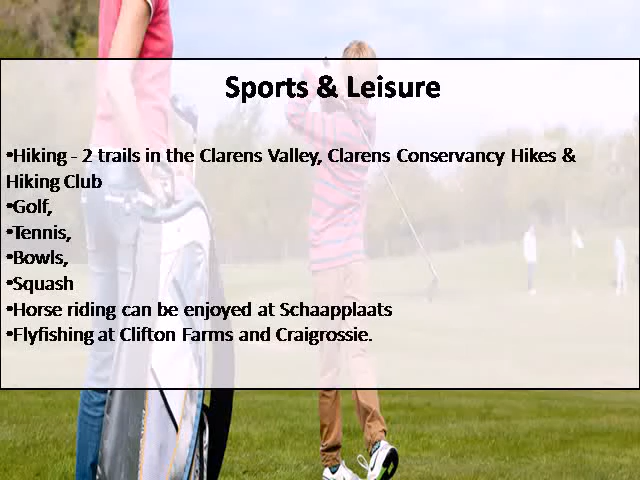 Sports & Leisure
•Hiking - 2 trails in the Clarens Valley, Clarens Conservancy Hikes &
Hiking Club
•Golf,
•Tennis,
•Bowls,
•Squash
•Horse riding can be enjoyed at Schaapplaats
•Flyfishing at Clifton Farms and Craigrossie.